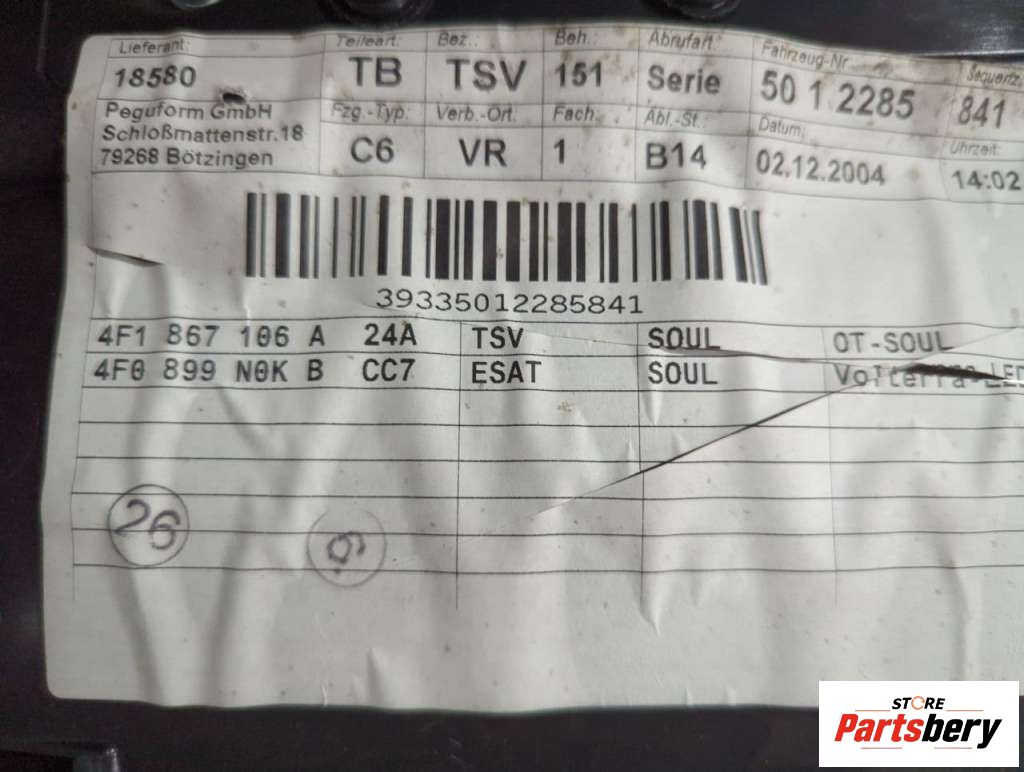 Lieferant: Teileart: Bez.: Beh.: Abrufart: Fahrzeug-Nr. Sequenz
18580 TB TSV 151 Serie 50 1 2285 841
Peguform GmbH Fzg.-Typ: Verb.-Ort: Fach: Abl.-St.: Datum: Uhrzeit:
Schloßmattenstr.18
79268 Bötzingen C6 VR 1 B14 02.12.2004 14:02
39335012285841
4F1 867 106 A 24A TSV SOUL OT-SOUL
4F0 899 N0K B CC7 ESAT SOUL Volterra-LED
26 9
STORE
Partsbery